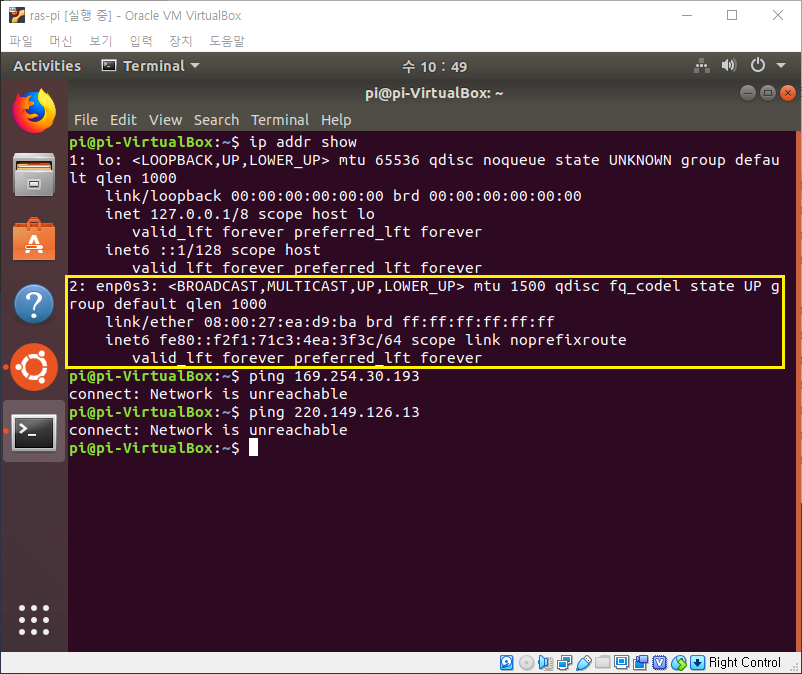 ras-pi [실행 중] - Oracle VM VirtualBox
파일 머신 보기 입력 장치 도움말
Activities Terminal 수 10 : 49
pi@pi-VirtualBox: ~
File Edit View Search Terminal Help
pi@pi-VirtualBox:~$ ip addr show
1: lo: <LOOPBACK,UP,LOWER_UP> mtu 65536 qdisc noqueue state UNKNOWN group defau
lt qlen 1000
    link/loopback 00:00:00:00:00:00 brd 00:00:00:00:00:00
    inet 127.0.0.1/8 scope host lo
       valid_lft forever preferred_lft forever
    inet6 ::1/128 scope host
       valid_lft forever preferred_lft forever
2: enp0s3: <BROADCAST,MULTICAST,UP,LOWER_UP> mtu 1500 qdisc fq_codel state UP g
roup default qlen 1000
    link/ether 08:00:27:ea:d9:ba brd ff:ff:ff:ff:ff:ff
    inet6 fe80::f2f1:71c3:4ea:3f3c/64 scope link noprefixroute
       valid_lft forever preferred_lft forever
pi@pi-VirtualBox:~$ ping 169.254.30.193
connect: Network is unreachable
pi@pi-VirtualBox:~$ ping 220.149.126.13
connect: Network is unreachable
pi@pi-VirtualBox:~$
Right Control